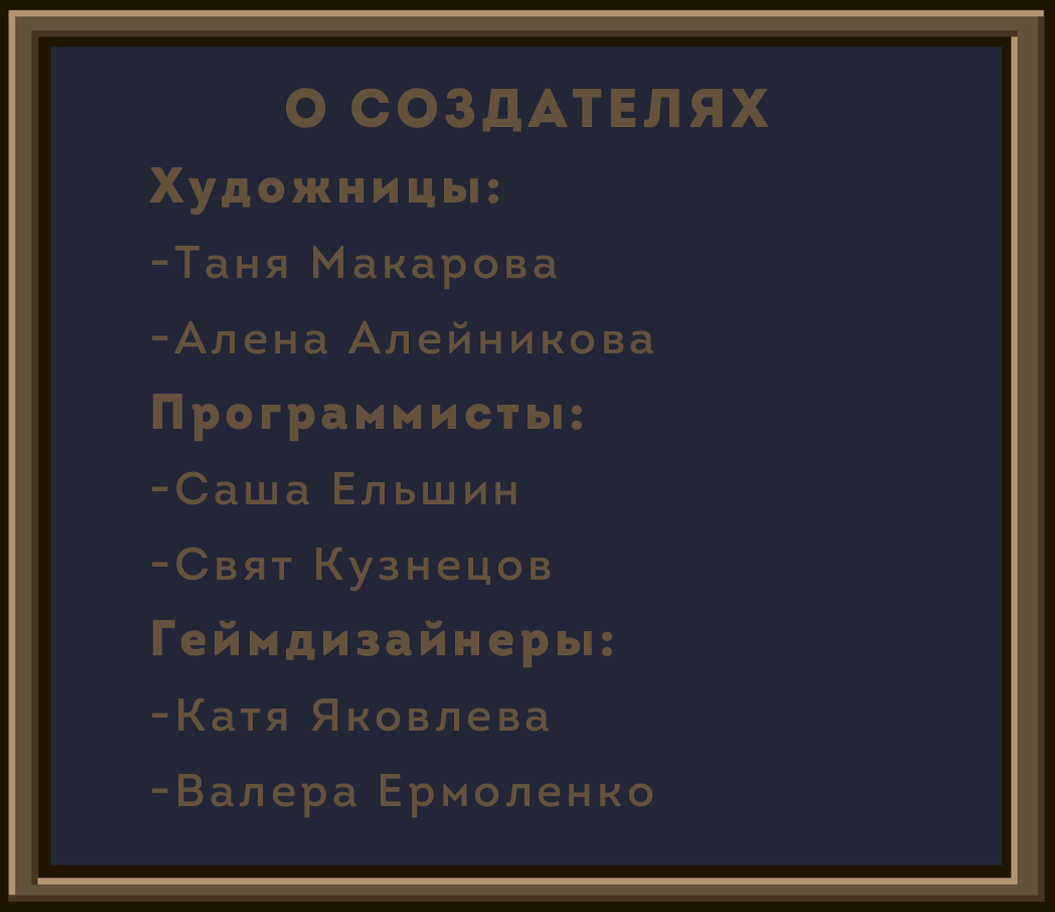 О СОЗДАТЕЛЯХ
Художницы:
-Таня Макарова
-Алена Алейникова
Программисты:
-Саша Ельшин
-Свят Кузнецов
Геймдизайнеры:
-Катя Яковлева
-Валера Ермоленко